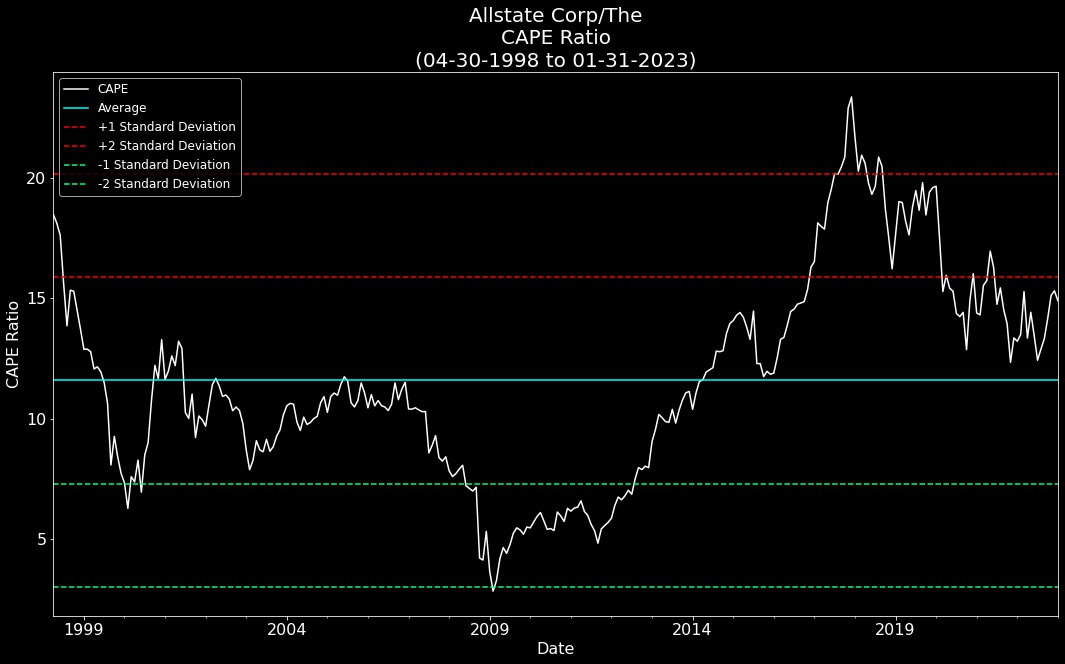 Allstate Corp/The
CAPE Ratio
(04-30-1998 to 01-31-2023)
CAPE
Average
+1 Standard Deviation
+2 Standard Deviation
-1 Standard Deviation
-2 Standard Deviation
20
15
10
5
CAPE Ratio
1999
2004
2009
2014
2019
Date